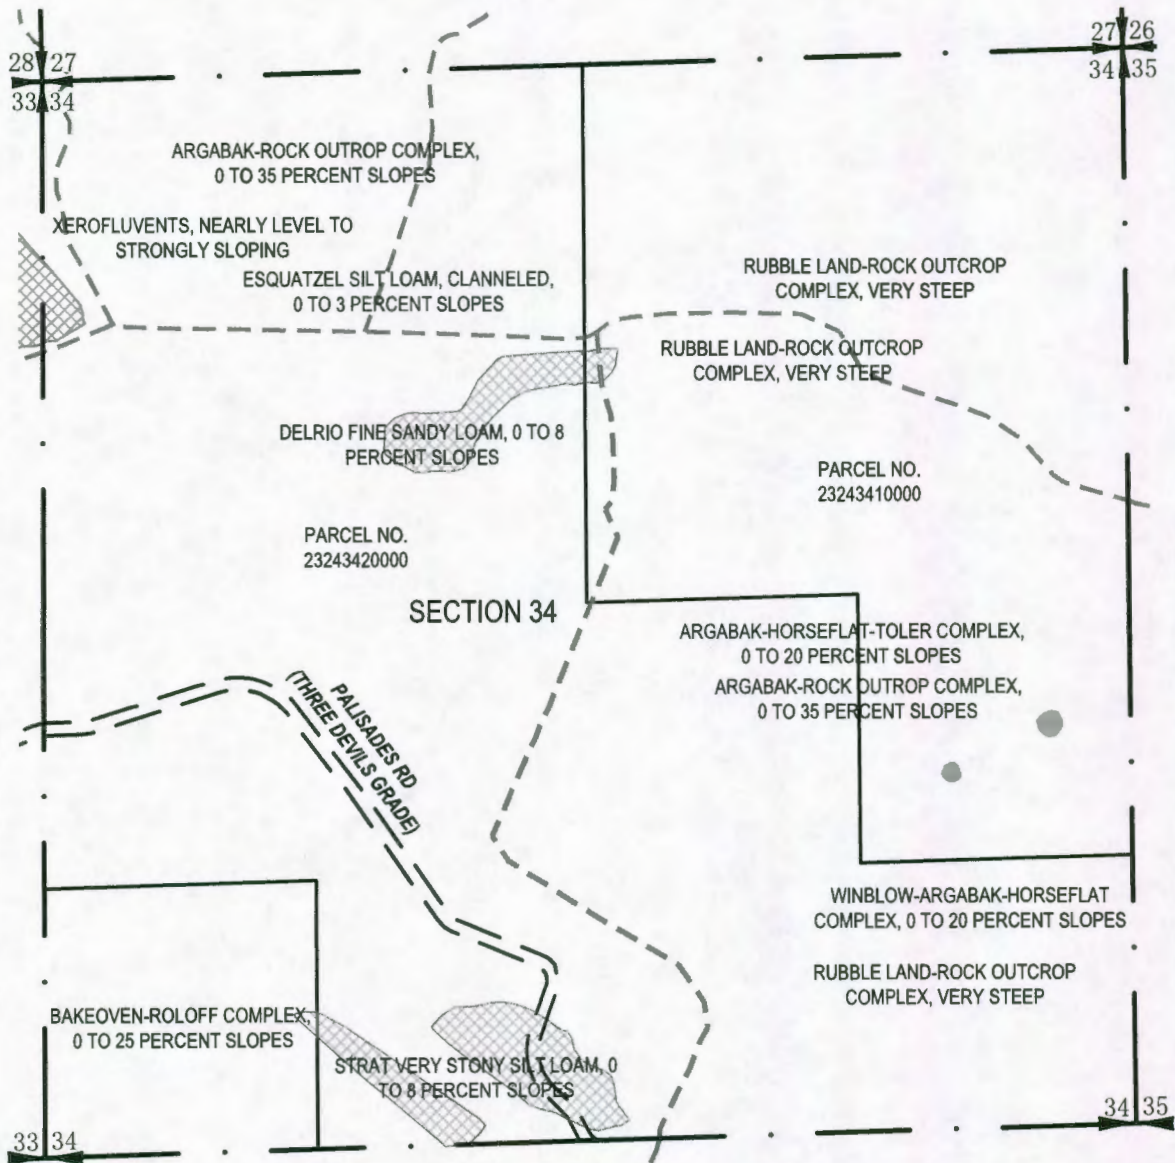 28 27
33 34
27 26
34 35
ARGABAK-ROCK OUTROP COMPLEX,
0 TO 35 PERCENT SLOPES
XEROFLUVENTS, NEARLY LEVEL TO
STRONGLY SLOPING
ESQUATZEL SILT LOAM, CLANNELED,
0 TO 3 PERCENT SLOPES
RUBBLE LAND-ROCK OUTCROP
COMPLEX, VERY STEEP
RUBBLE LAND-ROCK OUTCROP
COMPLEX, VERY STEEP
DELRIO FINE SANDY LOAM, 0 TO 8
PERCENT SLOPES
PARCEL NO.
23243410000
PARCEL NO.
23243420000
SECTION 34
ARGABAK-HORSEFLAT-TOLER COMPLEX,
0 TO 20 PERCENT SLOPES
ARGABAK-ROCK OUTROP COMPLEX,
0 TO 35 PERCENT SLOPES
PALISADES RD
(THREE DEVILS GRADE)
WINBLOW-ARGABAK-HORSEFLAT
COMPLEX, 0 TO 20 PERCENT SLOPES
RUBBLE LAND-ROCK OUTCROP
COMPLEX, VERY STEEP
BAKEOVEN-ROLOFF COMPLEX,
0 TO 25 PERCENT SLOPES
STRAT VERY STONY SILT LOAM, 0
TO 8 PERCENT SLOPES
33 34
34 35